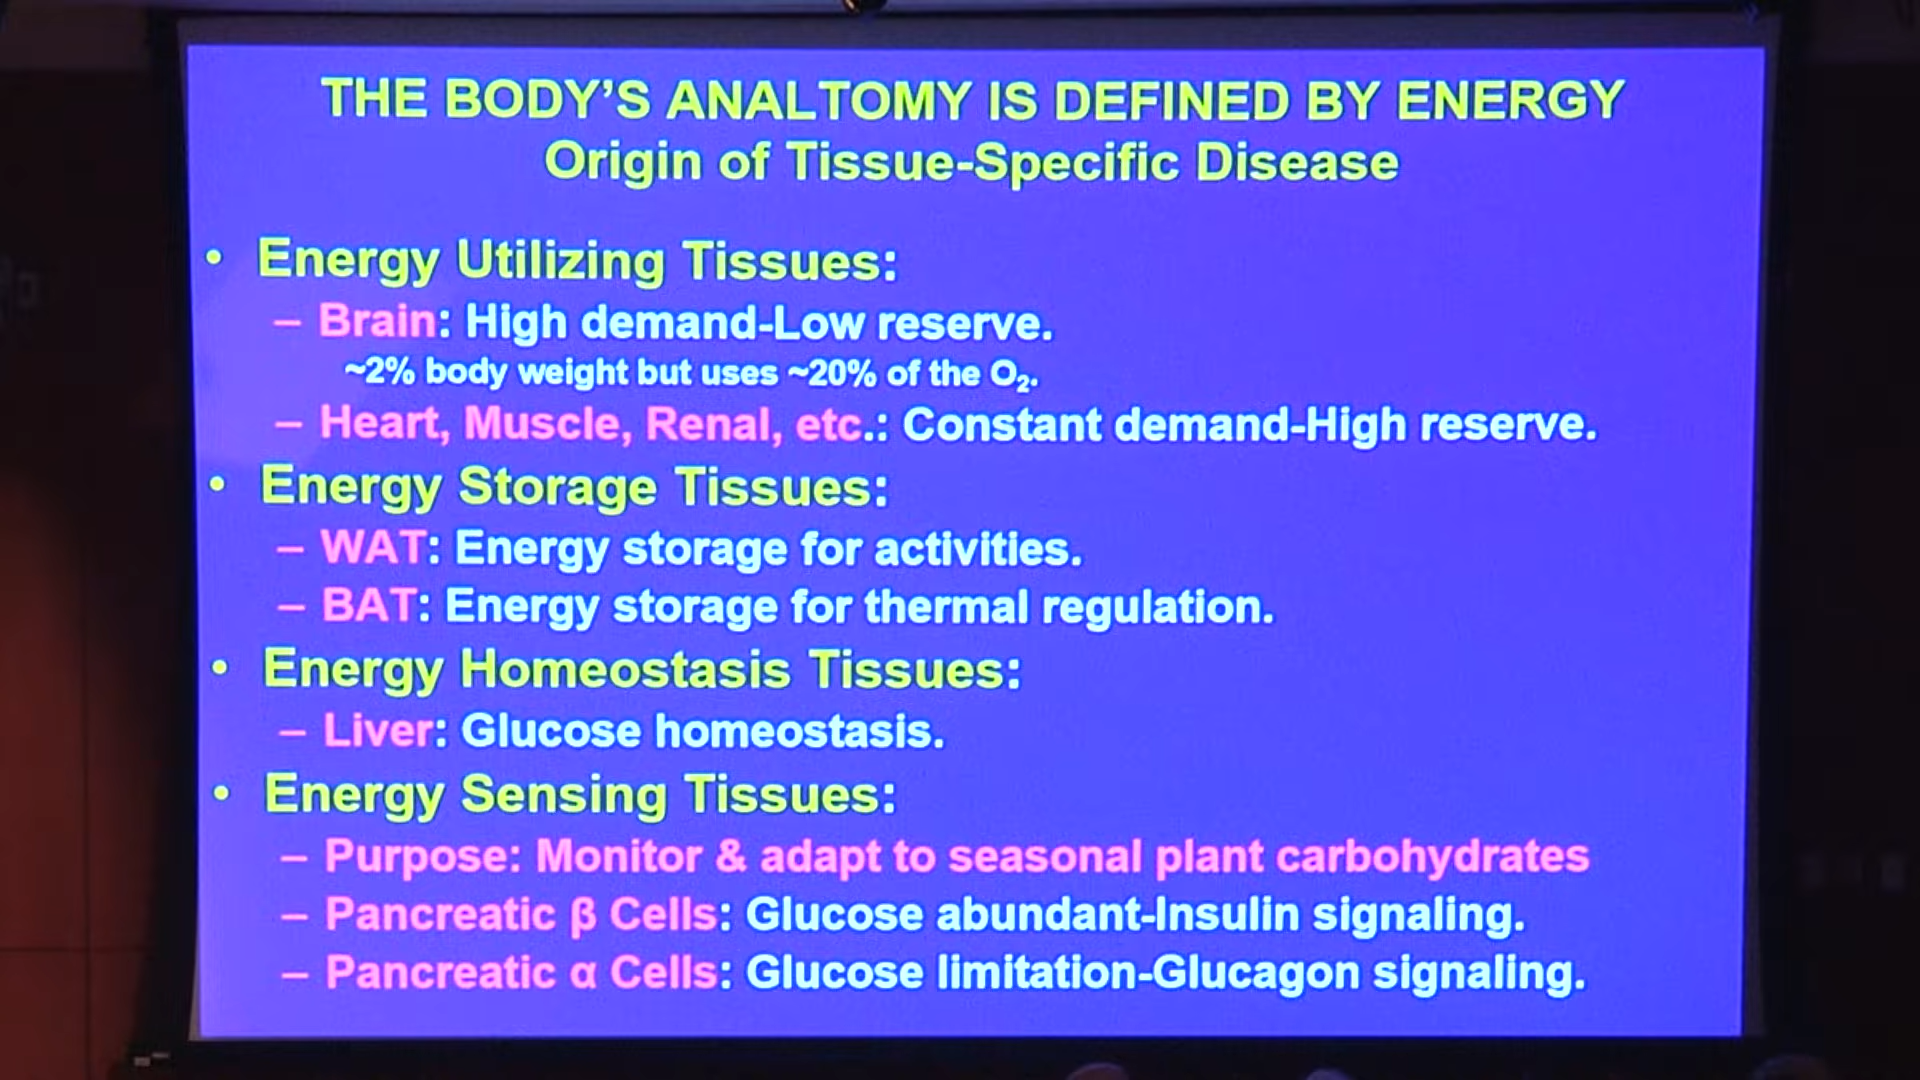 THE BODY'S ANALTOMY IS DEFINED BY ENERGY
Origin of Tissue-Specific Disease
• Energy Utilizing Tissues:
– Brain: High demand-Low reserve.
~2% body weight but uses ~20% of the O₂.
– Heart, Muscle, Renal, etc.: Constant demand-High reserve.
• Energy Storage Tissues:
– WAT: Energy storage for activities.
– BAT: Energy storage for thermal regulation.
• Energy Homeostasis Tissues:
– Liver: Glucose homeostasis.
• Energy Sensing Tissues:
– Purpose: Monitor & adapt to seasonal plant carbohydrates
– Pancreatic β Cells: Glucose abundant-Insulin signaling.
– Pancreatic α Cells: Glucose limitation-Glucagon signaling.